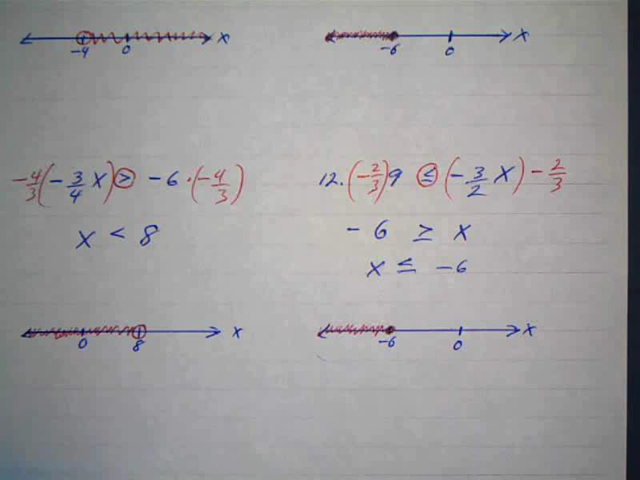 -4 0 x
-6 0 x
-4/3(-3/4 x) > -6 · (-4/3)
x < 8
0 8 x
12. (-2/3)9 ≤ (-3/2 x) -2/3
-6 ≥ x
x ≤ -6
-6 0 x